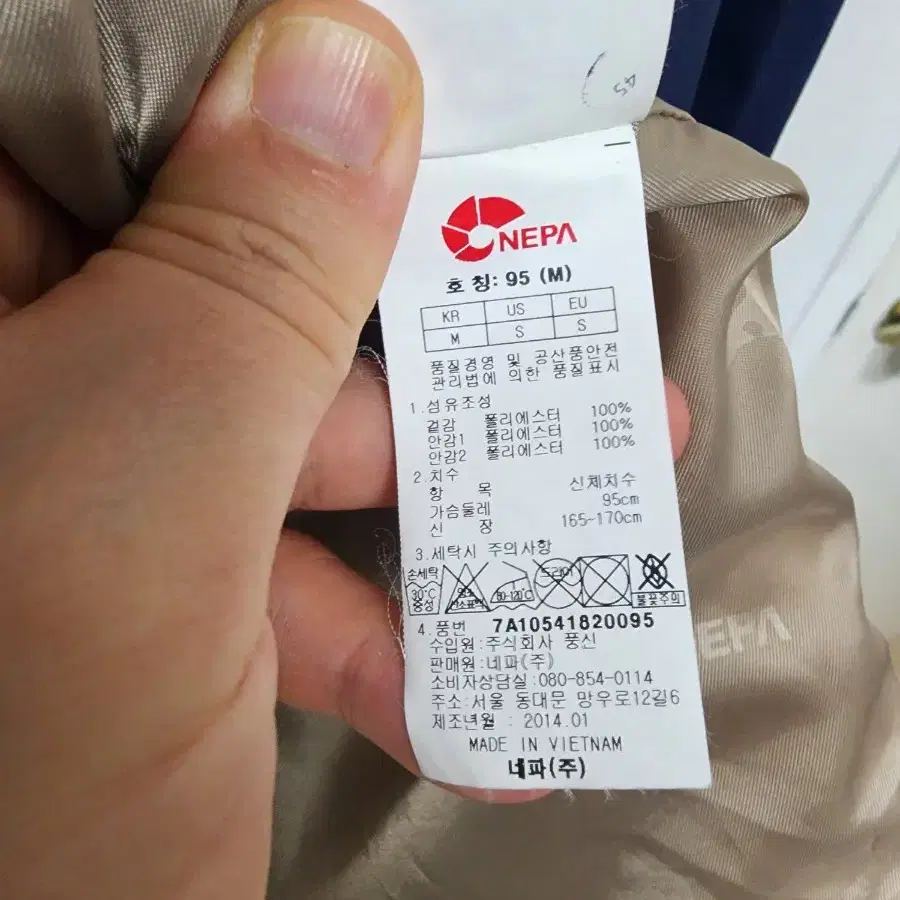 NEPA
호 칭: 95 (M)
KR US EU
M S S
품질경영 및 공산품안전
관리법에 의한 품질표시
1.섬유조성
겉감 폴리에스터 100%
안감1 폴리에스터 100%
안감2 폴리에스터 100%
2.치수
항 목 신체치수
가슴둘레 95cm
신 장 165-170cm
3.세탁시 주의사항
손세탁 드라이
30℃ 80-120℃
중성 불꽃주의
4.품번 7A10541820095
수입원:주식회사 풍신
판매원:네파(주)
소비자상담실:080-854-0114
주소:서울 동대문 망우로12길6
제조년월 : 2014.01
MADE IN VIETNAM
네파(주)
NEPA